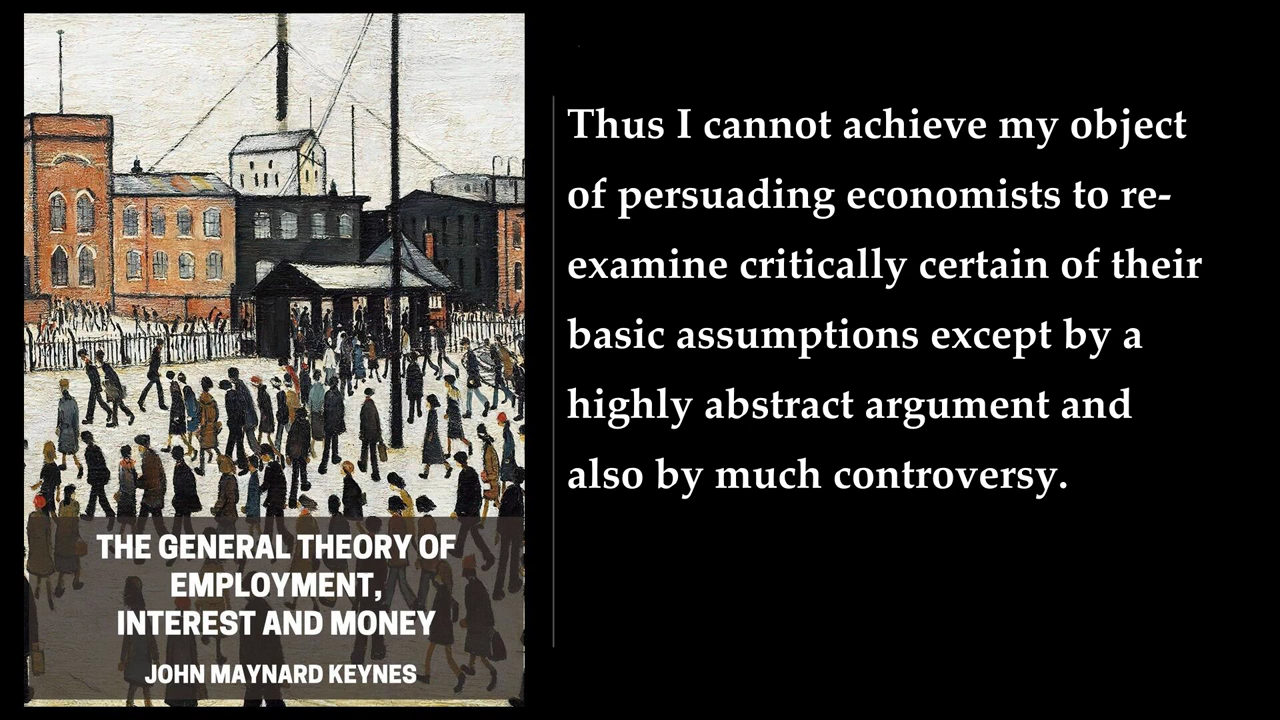 THE GENERAL THEORY OF
EMPLOYMENT,
INTEREST AND MONEY
JOHN MAYNARD KEYNES
Thus I cannot achieve my object
of persuading economists to re-
examine critically certain of their
basic assumptions except by a
highly abstract argument and
also by much controversy.